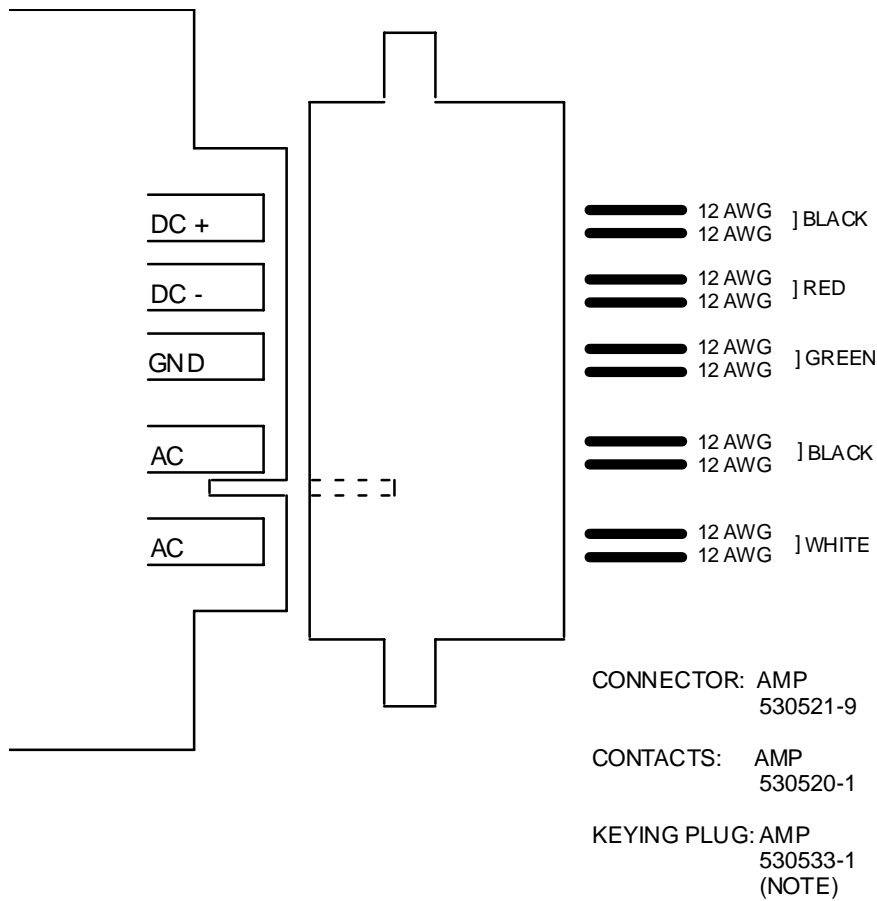 DC +
DC -
GND
AC
AC
12 AWG
12 AWG
] BLACK
12 AWG
12 AWG
] RED
12 AWG
12 AWG
] GREEN
12 AWG
12 AWG
] BLACK
12 AWG
12 AWG
] WHITE
CONNECTOR: AMP
530521-9
CONTACTS: AMP
530520-1
KEYING PLUG: AMP
530533-1
(NOTE)